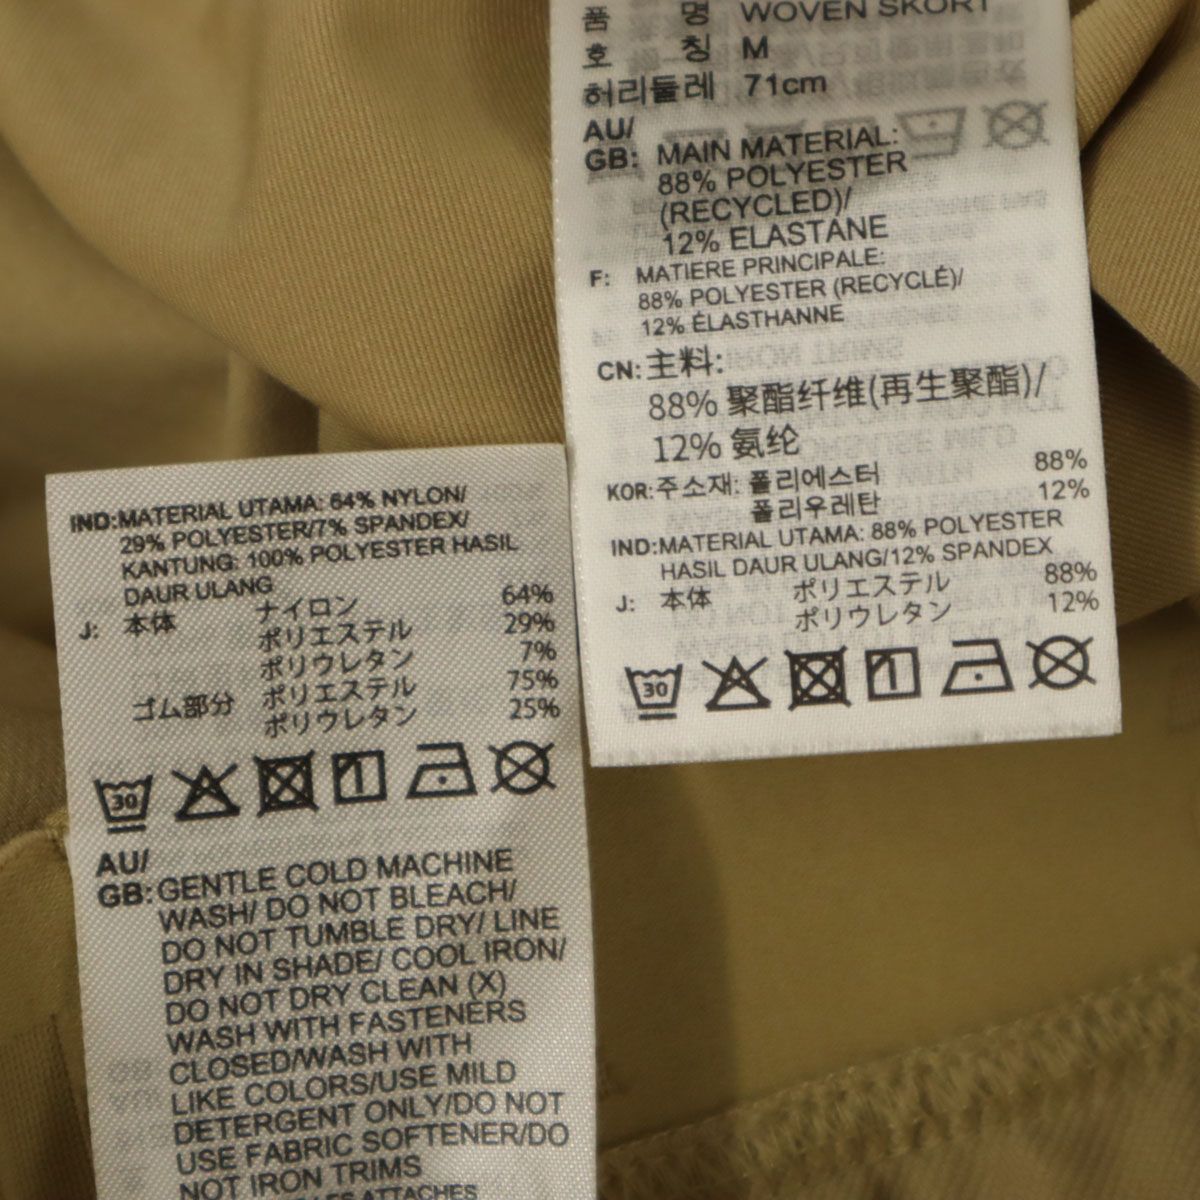 품 명 WOVEN SKORT
호 칭 M
허리둘레 71cm
AU/
GB: MAIN MATERIAL:
88% POLYESTER
(RECYCLED)/
12% ELASTANE
F: MATIERE PRINCIPALE:
88% POLYESTER (RECYCLÉ)/
12% ÉLASTHANNE
CN:主料:
88% 聚酯纤维(再生聚酯)/
12% 氨纶
KOR:주소재: 폴리에스터 88%
폴리우레탄 12%
IND:MATERIAL UTAMA: 88% POLYESTER
HASIL DAUR ULANG/12% SPANDEX
J: 本体 ポリエステル 88%
ポリウレタン 12%
30
IND:MATERIAL UTAMA: 64% NYLON/
29% POLYESTER/7% SPANDEX/
KANTUNG: 100% POLYESTER HASIL
DAUR ULANG
J: 本体 ナイロン 64%
ポリエステル 29%
ポリウレタン 7%
ゴム部分 ポリエステル 75%
ポリウレタン 25%
30
AU/
GB:GENTLE COLD MACHINE
WASH/ DO NOT BLEACH/
DO NOT TUMBLE DRY/ LINE
DRY IN SHADE/ COOL IRON/
DO NOT DRY CLEAN (X)
WASH WITH FASTENERS
CLOSED/WASH WITH
LIKE COLORS/USE MILD
DETERGENT ONLY/DO NOT
USE FABRIC SOFTENER/DO
NOT IRON TRIMS
LES ATTACHES